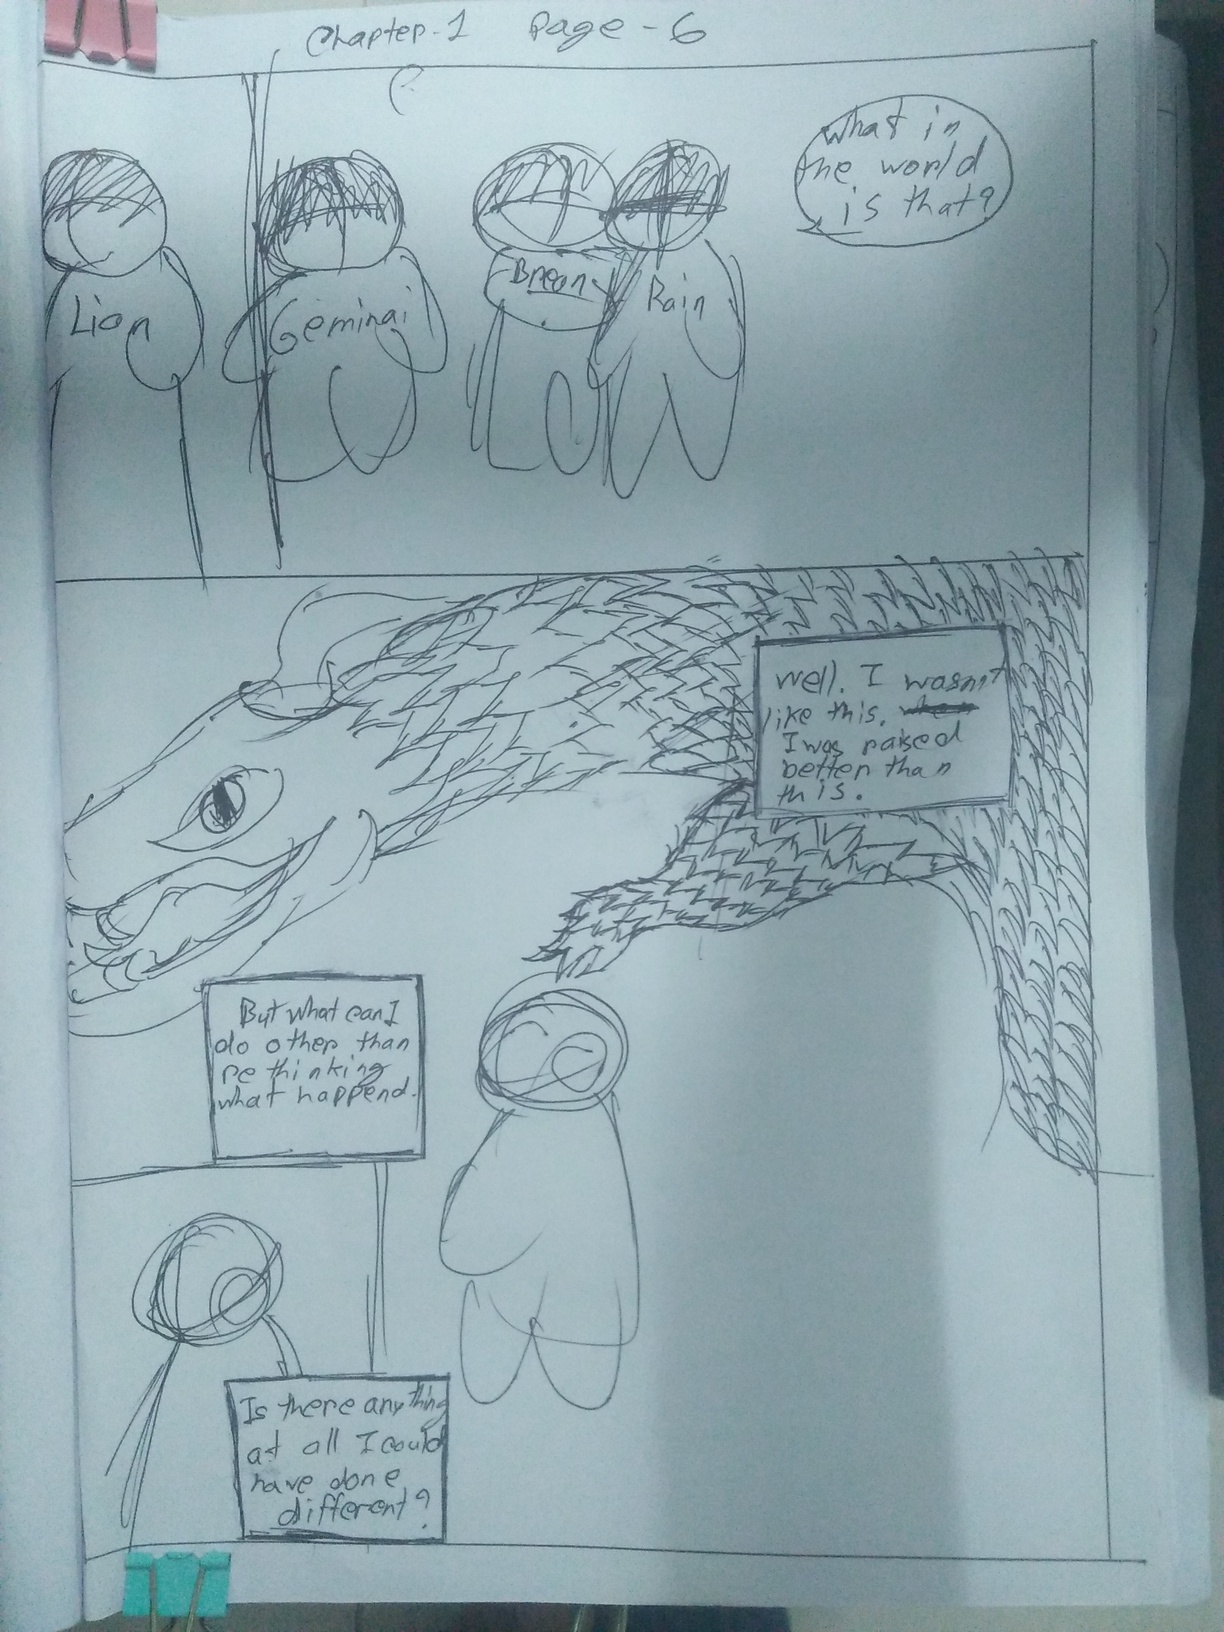 Chapter-1 Page-6
What in
the world
is that?
Lion
Geminai
Brean
Rain
well. I wasn't
like this.
I was raised
better than
this.
But what can I
do other than
re thinking
what happend.
Is there anything
at all I could
have done
different?